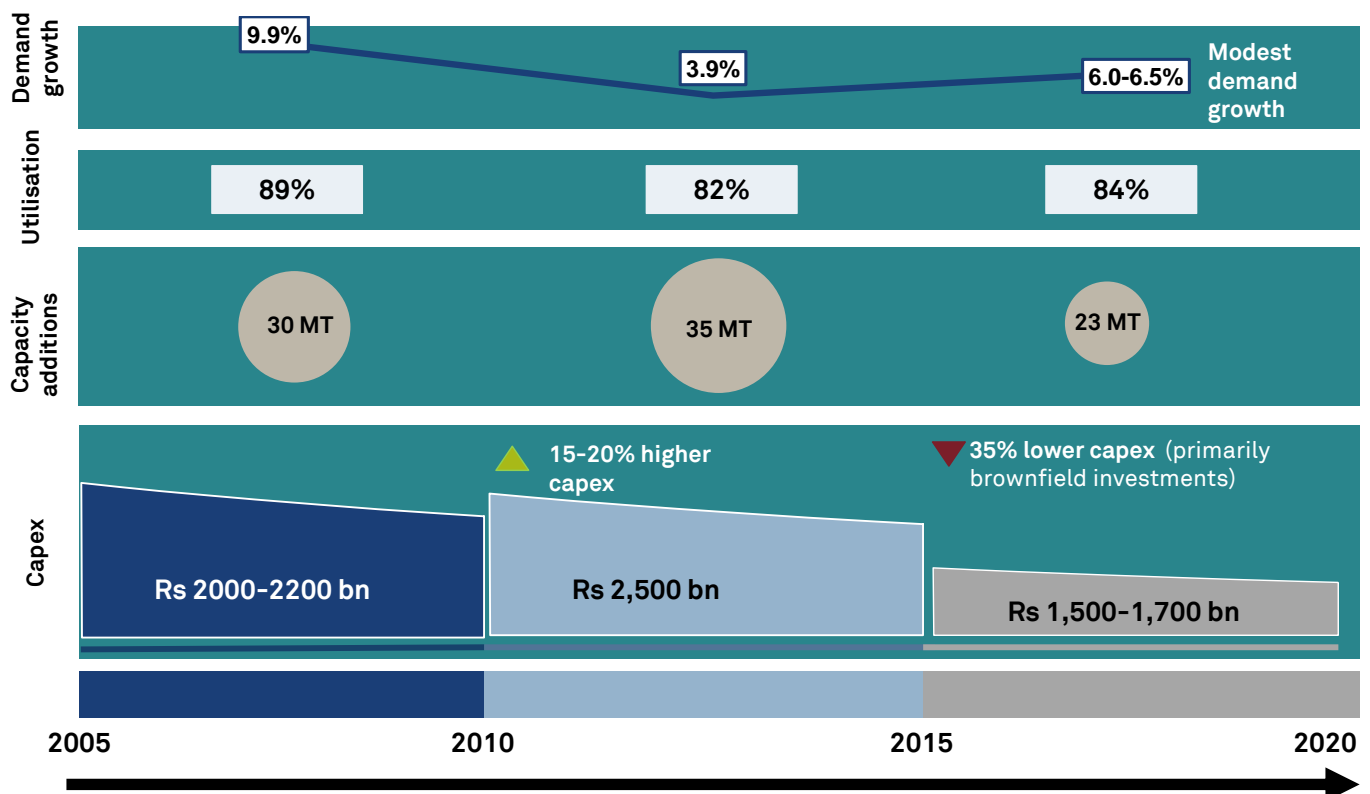 Demand
growth
9.9%
3.9%
6.0-6.5%
Modest
demand
growth
Utilisation
89%
82%
84%
Capacity
additions
30 MT
35 MT
23 MT
Capex
15-20% higher
capex
35% lower capex (primarily
brownfield investments)
Rs 2000-2200 bn
Rs 2,500 bn
Rs 1,500-1,700 bn
2005
2010
2015
2020